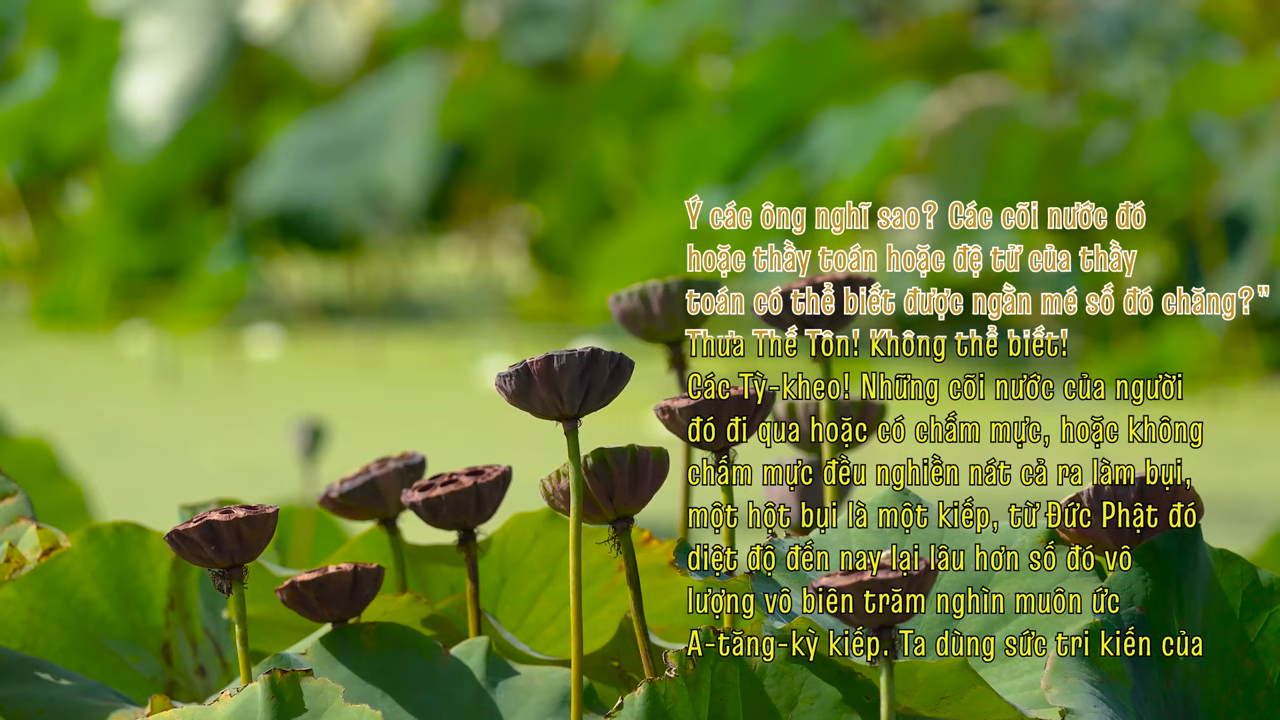 Ý các ông nghĩ sao? Các cõi nước đó
hoặc thầy toán hoặc đệ tử của thầy
toán có thể biết được ngằn mé số đó chăng?"
Thưa Thế Tôn! Không thể biết!
Các Tỳ-kheo! Những cõi nước của người
đó đi qua hoặc có chấm mực, hoặc không
chấm mực đều nghiền nát cả ra làm bụi,
một hột bụi là một kiếp, từ Đức Phật đó
diệt độ đến nay lại lâu hơn số đó vô
lượng vô biên trăm nghìn muôn ức
A-tăng-kỳ kiếp. Ta dùng sức tri kiến của